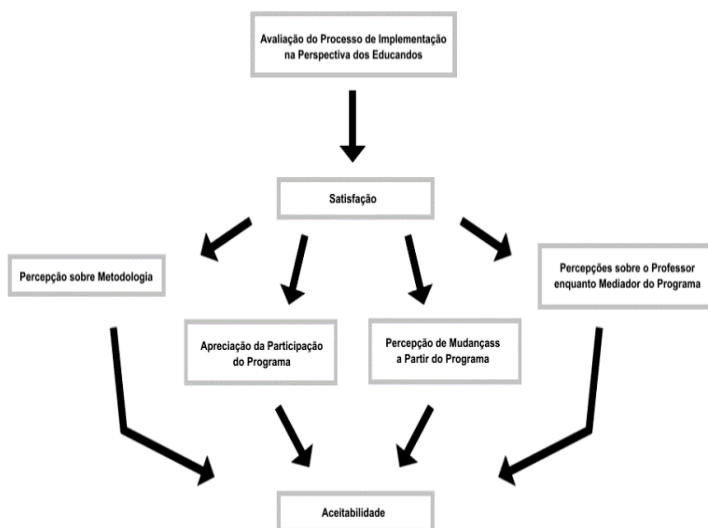 Avaliação do Processo de Implementação
na Perspectiva dos Educandos
Satisfação
Percepção sobre Metodologia
Percepções sobre o Professor
enquanto Mediador do Programa
Apreciação da Participação
do Programa
Percepção de Mudançass
a Partir do Programa
Aceitabilidade